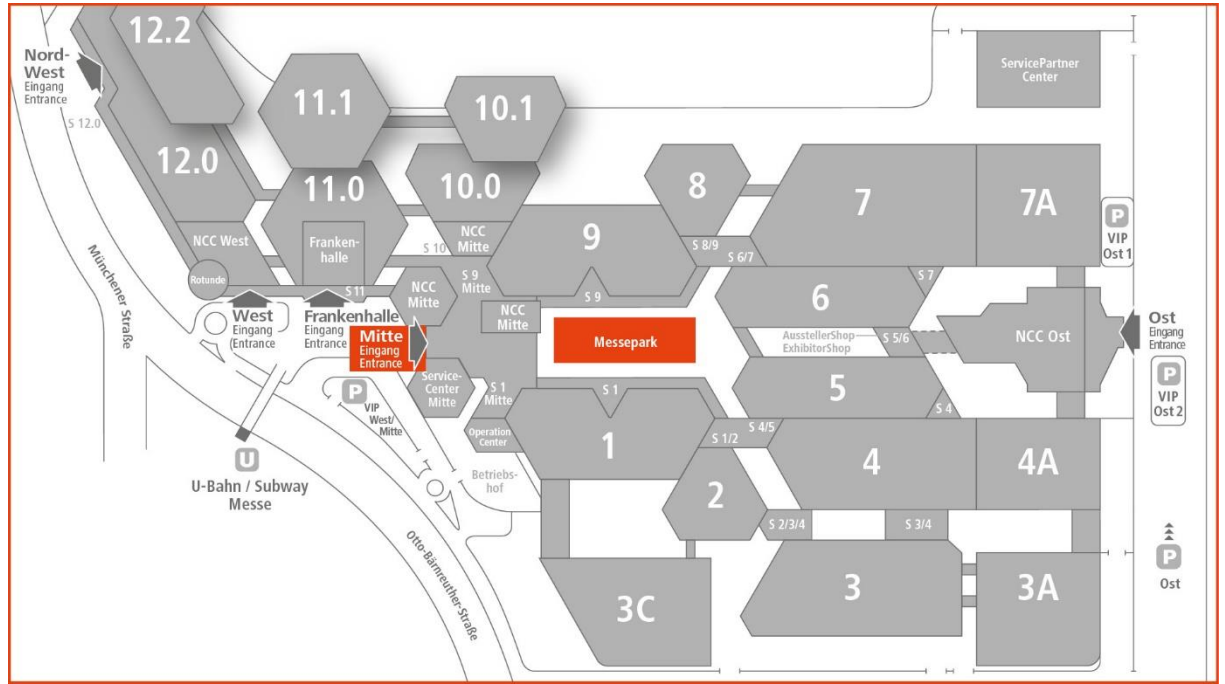 12.2
Nord-
West
Eingang
Entrance
S 12.0
11.1
10.1
ServicePartner
Center
12.0
11.0
10.0
8
7
7A
P
VIP
Ost 1
NCC West
Franken-
halle
S 10
NCC
Mitte
9
S 8/9
S 6/7
Rotunde
S 11
NCC
Mitte
S 9
Mitte
S 9
NCC
Mitte
6
S 7
Münchener Straße
West
Eingang
(Entrance
Frankenhalle
Eingang
Entrance
Mitte
Eingang
Entrance
Messepark
AusstellerShop
ExhibitorShop
S 5/6
NCC Ost
Ost
Eingang
Entrance
P
VIP
Ost 2
P
VIP
West/
Mitte
Service-
Center
Mitte
S 1
Mitte
S 1
5
S 4
U
U-Bahn / Subway
Messe
Operation
Center
1
S 1/2
S 4/5
4
4A
Betriebs-
hof
2
S 2/3/4
S 3/4
P
Ost
Otto-Bärnreuther-Straße
3C
3
3A